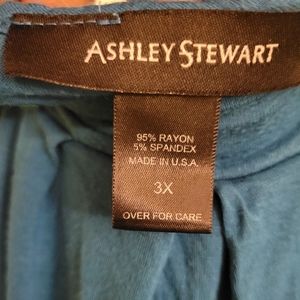 ASHLEY STEWART
95% RAYON
5% SPANDEX
MADE IN U.S.A.
3X
OVER FOR CARE